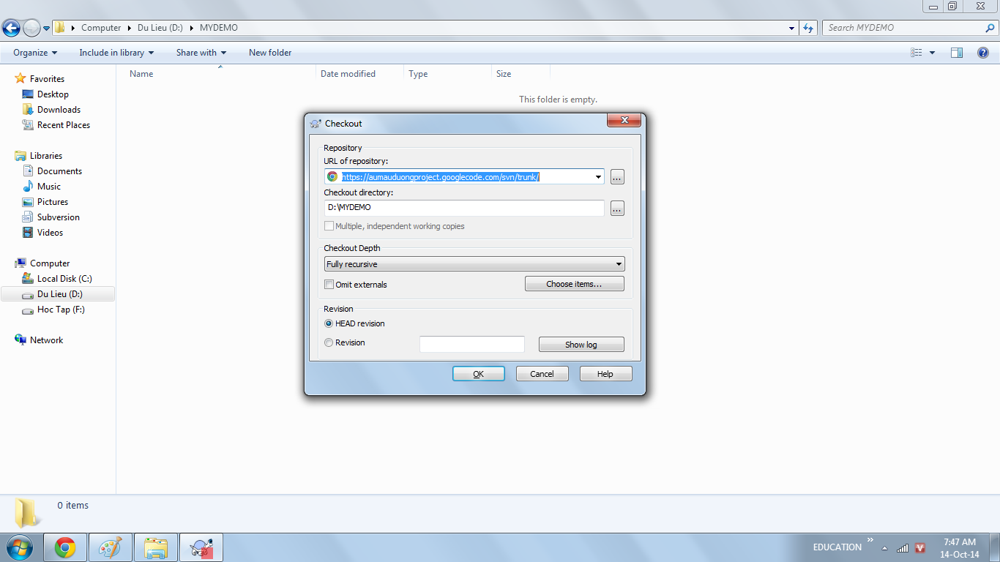 Computer Du Lieu (D:) MYDEMO
Search MYDEMO
Organize Include in library Share with New folder
Favorites
Desktop
Downloads
Recent Places
Libraries
Documents
Music
Pictures
Subversion
Videos
Computer
Local Disk (C:)
Du Lieu (D:)
Hoc Tap (F:)
Network
Name Date modified Type Size
This folder is empty.
Checkout
Repository
URL of repository:
https://aumauduongproject.googlecode.com/svn/trunk/
...
Checkout directory:
D:\MYDEMO
...
Multiple, independent working copies
Checkout Depth
Fully recursive
Omit externals
Choose items...
Revision
HEAD revision
Revision
Show log
OK Cancel Help
0 items
EDUCATION
7:47 AM
14-Oct-14